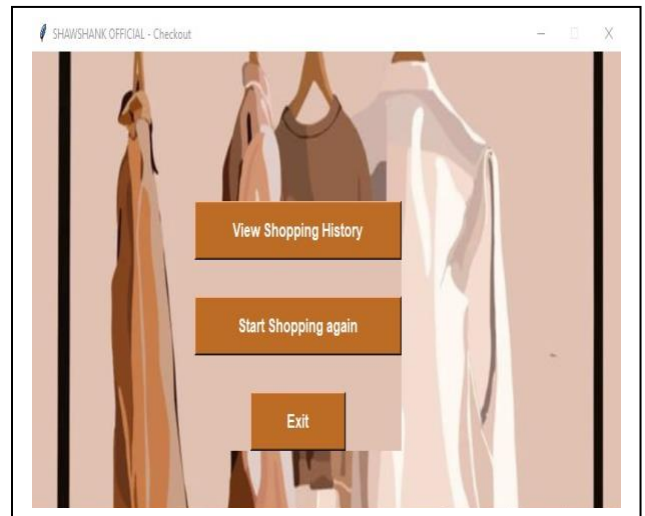 SHAWSHANK OFFICIAL - Checkout
View Shopping History
Start Shopping again
Exit